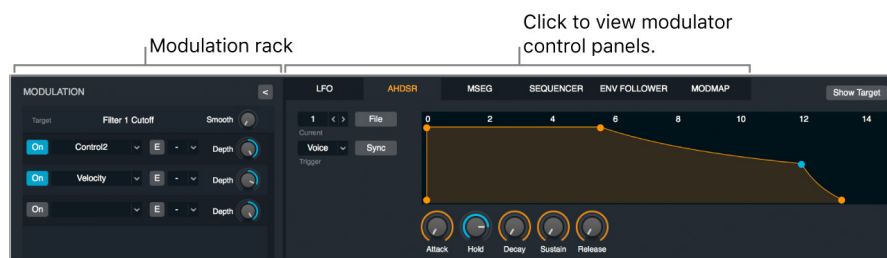 Click to view modulator
Modulation rack
control panels.
MODULATION
<
LFO
AHDSR
MSEG
SEQUENCER
ENV FOLLOWER
MODMAP
Show Target
Target
Filter 1 Cutoff
Smooth
On
Control2
E
-
Depth
On
Velocity
E
-
Depth
On
E
-
Depth
1
< >
File
Current
Voice
Sync
Trigger
0 2 4 6 8 10 12 14
Attack
Hold
Decay
Sustain
Release